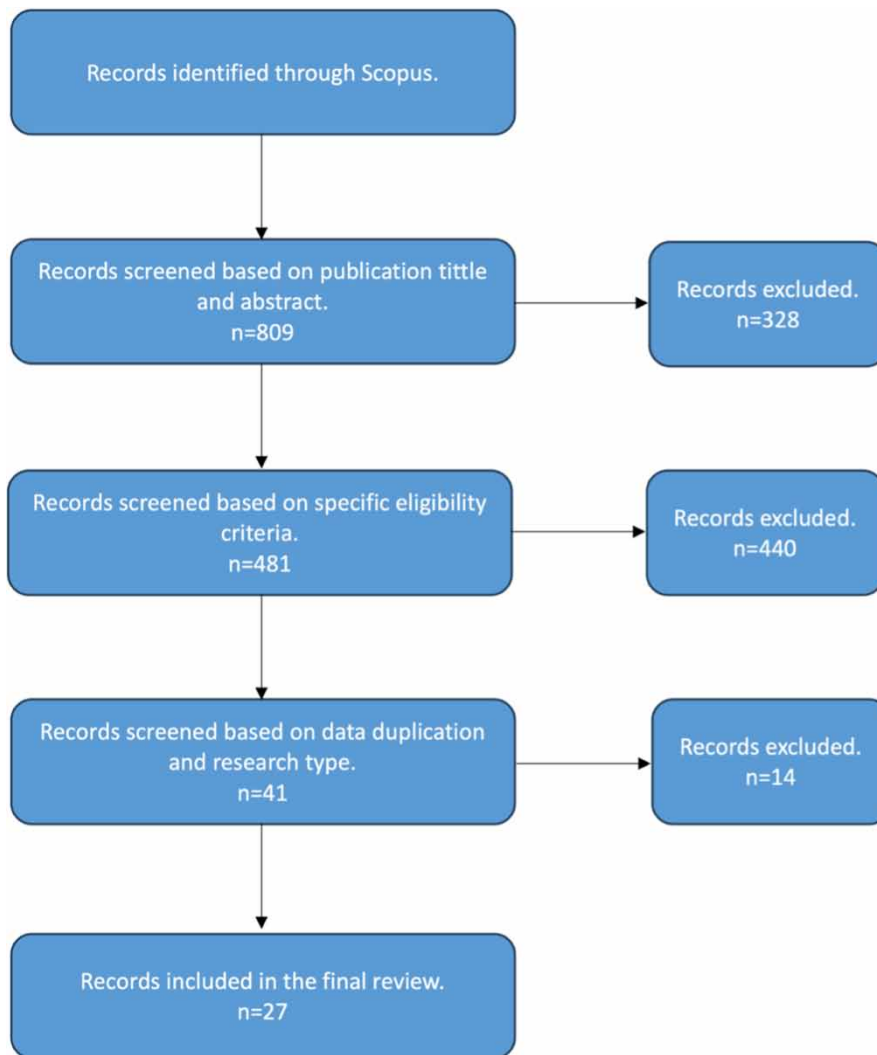 Records identified through Scopus.
Records screened based on publication tittle
and abstract.
n=809
Records excluded.
n=328
Records screened based on specific eligibility
criteria.
n=481
Records excluded.
n=440
Records screened based on data duplication
and research type.
n=41
Records excluded.
n=14
Records included in the final review.
n=27